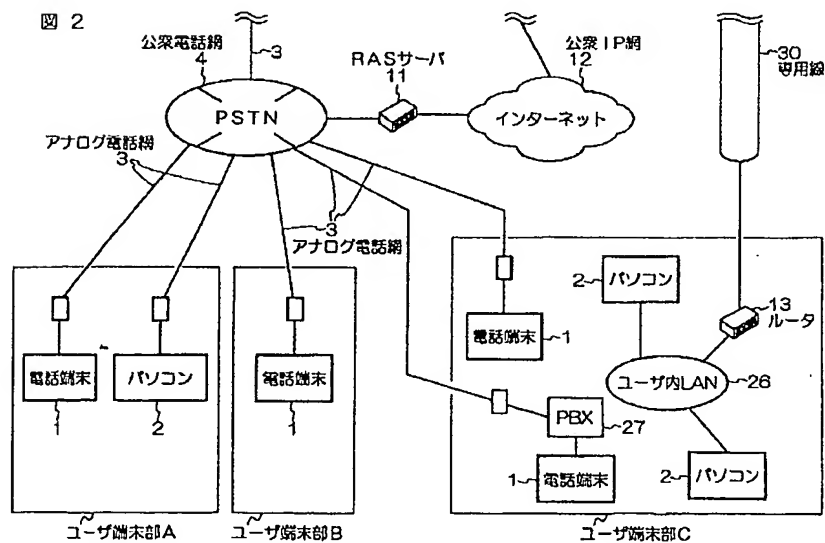 図 2
公衆電話網
4
3
RASサーバ
11
公衆IP網
12
30
専用線
PSTN
インターネット
アナログ電話網
3
3
3
アナログ電話網
電話端末
1
パソコン
2
電話端末
1
電話端末
1
2
パソコン
13
ルータ
ユーザ内LAN
26
PBX
27
1
電話端末
2
パソコン
ユーザ端末部A
ユーザ端末部B
ユーザ端末部C